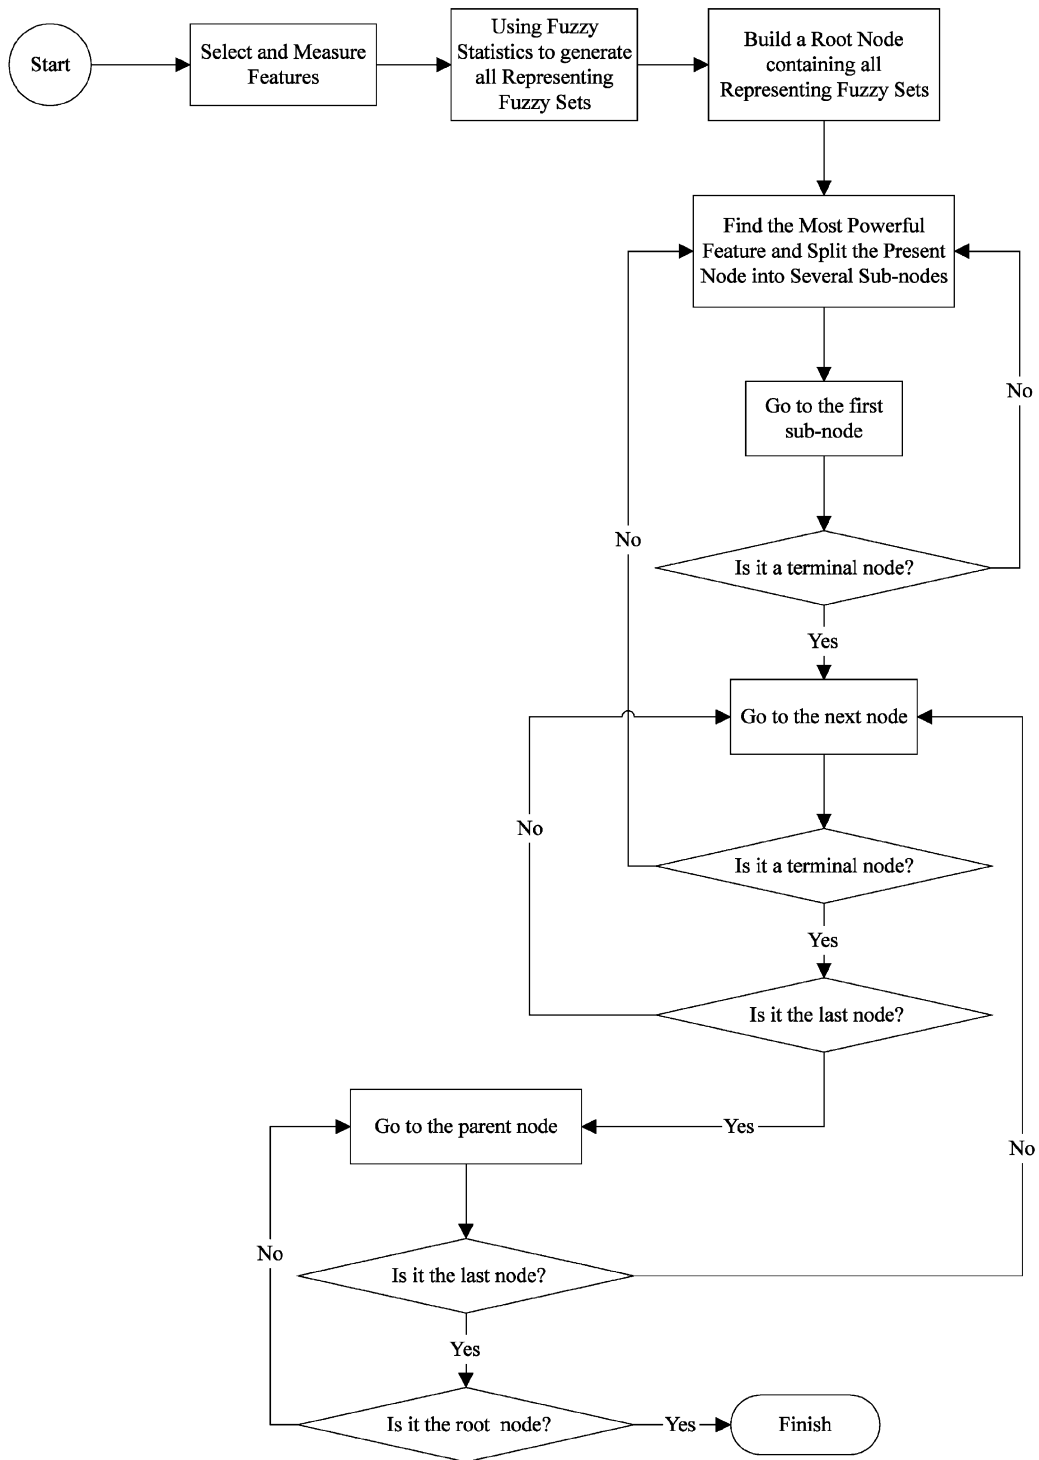 Start
Select and Measure
Features
Using Fuzzy
Statistics to generate
all Representing
Fuzzy Sets
Build a Root Node
containing all
Representing Fuzzy Sets
Find the Most Powerful
Feature and Split the Present
Node into Several Sub-nodes
No
Go to the first
sub-node
No
Is it a terminal node?
Yes
Go to the next node
No
Is it a terminal node?
Yes
Is it the last node?
Go to the parent node
Yes
No
No
Is it the last node?
Yes
Is it the root node?
Yes
Finish